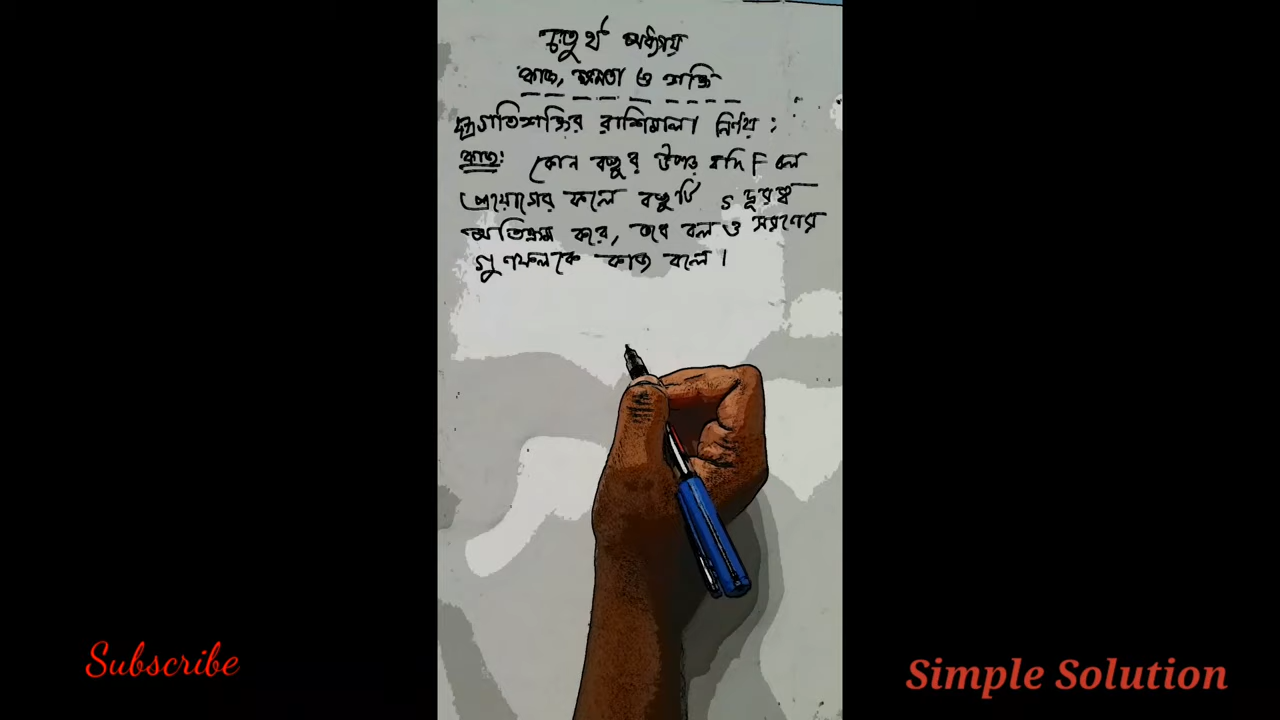 চতুর্থ অধ্যায়
কাজ, ক্ষমতা ও শক্তি
গতিশক্তির রাশিমালা নির্ণয় :
কাজ: কোন বস্তুর উপর যদি F বল
প্রয়োগের ফলে বস্তুটি s দূরত্ব
অতিক্রম করে, তবে বল ও সরণের
গুণফলকে কাজ বলে।
Subscribe
Simple Solution